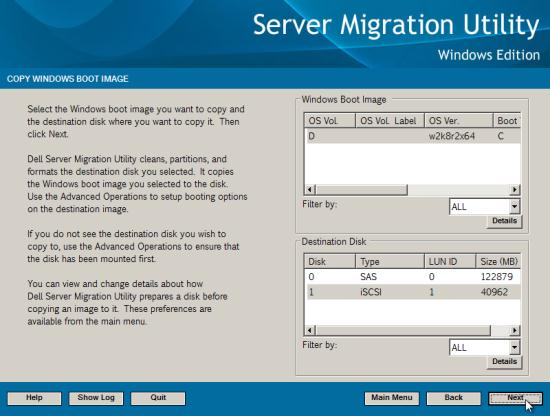 Server Migration Utility
Windows Edition
COPY WINDOWS BOOT IMAGE
Select the Windows boot image you want to copy and
the destination disk where you want to copy it. Then
click Next.
Dell Server Migration Utility cleans, partitions, and
formats the destination disk you selected. It copies
the Windows boot image you selected to the disk.
Use the Advanced Operations to setup booting options
on the destination image.
If you do not see the destination disk you wish to
copy to, use the Advanced Operations to ensure that
the disk has been mounted first.
You can view and change details about how
Dell Server Migration Utility prepares a disk before
copying an image to it. These preferences are
available from the main menu.
Windows Boot Image
OS Vol. OS Vol. Label OS Ver. Boot
D w2k8r2x64 C
Filter by: ALL
Details
Destination Disk
Disk Type LUN ID Size (MB)
0 SAS 0 122879
1 iSCSI 1 40962
Filter by: ALL
Details
Help Show Log Quit Main Menu Back Next